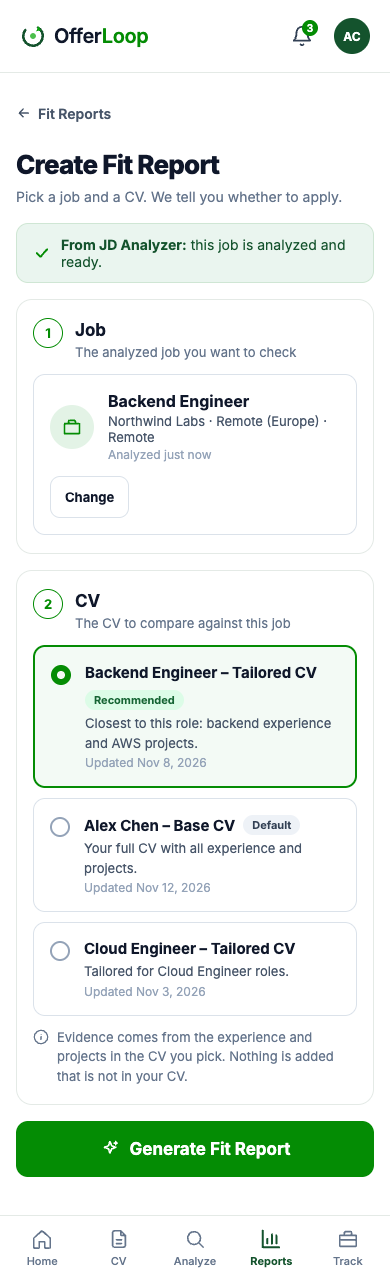 OfferLoop
3
AC
← Fit Reports
Create Fit Report
Pick a job and a CV. We tell you whether to apply.
From JD Analyzer: this job is analyzed and
ready.
1
Job
The analyzed job you want to check
Backend Engineer
Northwind Labs · Remote (Europe) ·
Remote
Analyzed just now
Change
2
CV
The CV to compare against this job
Backend Engineer – Tailored CV
Recommended
Closest to this role: backend experience
and AWS projects.
Updated Nov 8, 2026
Alex Chen – Base CV Default
Your full CV with all experience and
projects.
Updated Nov 12, 2026
Cloud Engineer – Tailored CV
Tailored for Cloud Engineer roles.
Updated Nov 3, 2026
Evidence comes from the experience and
projects in the CV you pick. Nothing is added
that is not in your CV.
Generate Fit Report
Home CV Analyze Reports Track